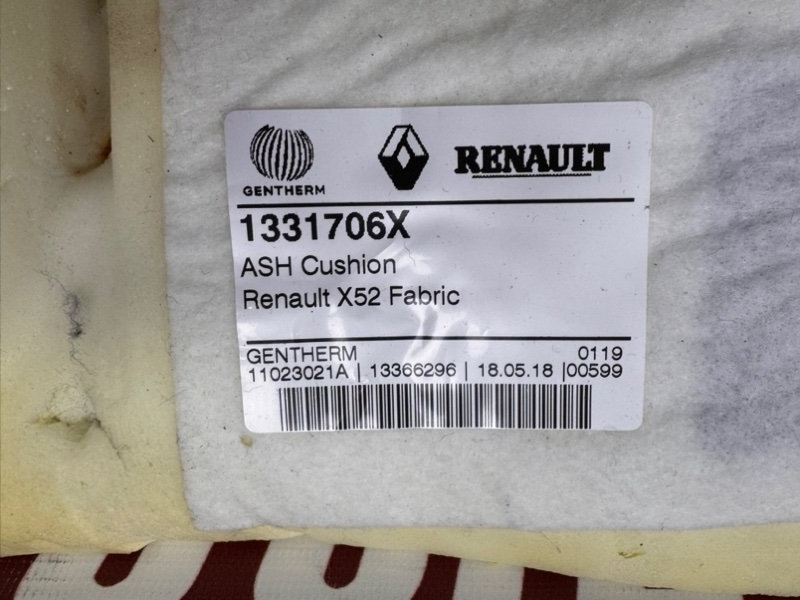 GENTHERM
RENAULT
1331706X
ASH Cushion
Renault X52 Fabric
GENTHERM 0119
11023021A | 13366296 | 18.05.18 |00599